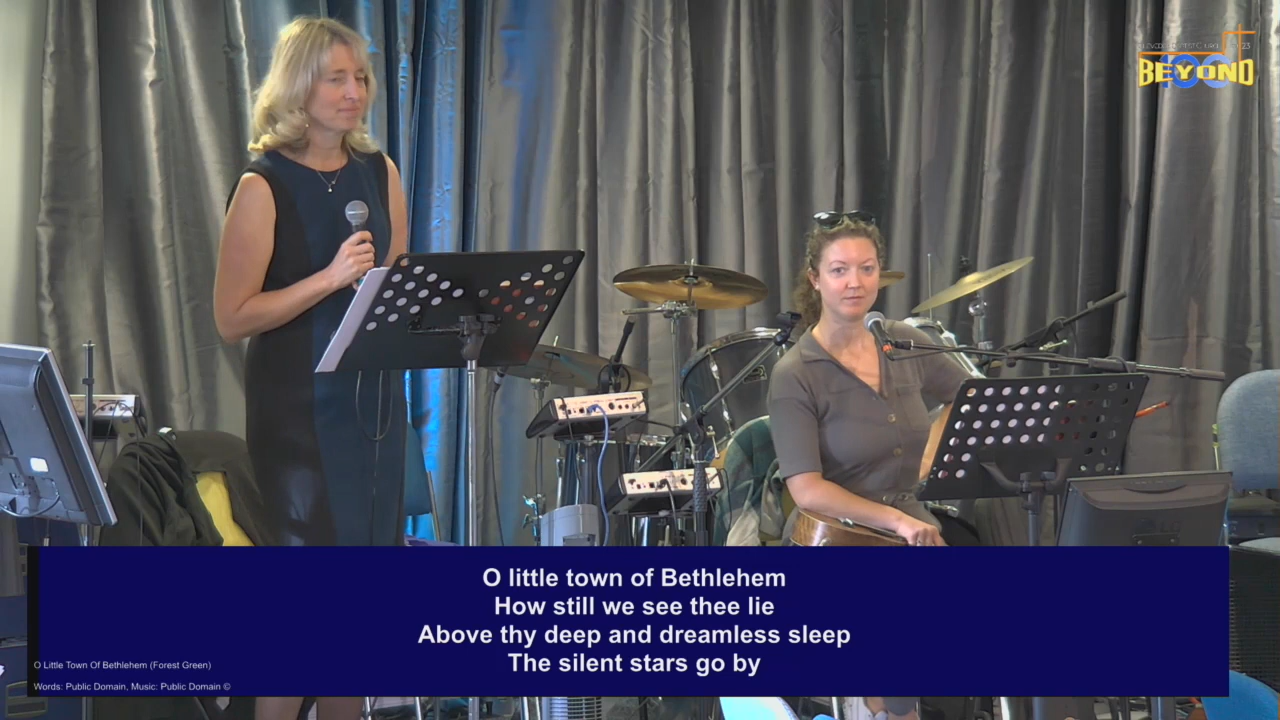 BEYOND
100
O little town of Bethlehem
How still we see thee lie
Above thy deep and dreamless sleep
The silent stars go by
O Little Town Of Bethlehem (Forest Green)
Words: Public Domain, Music: Public Domain ©